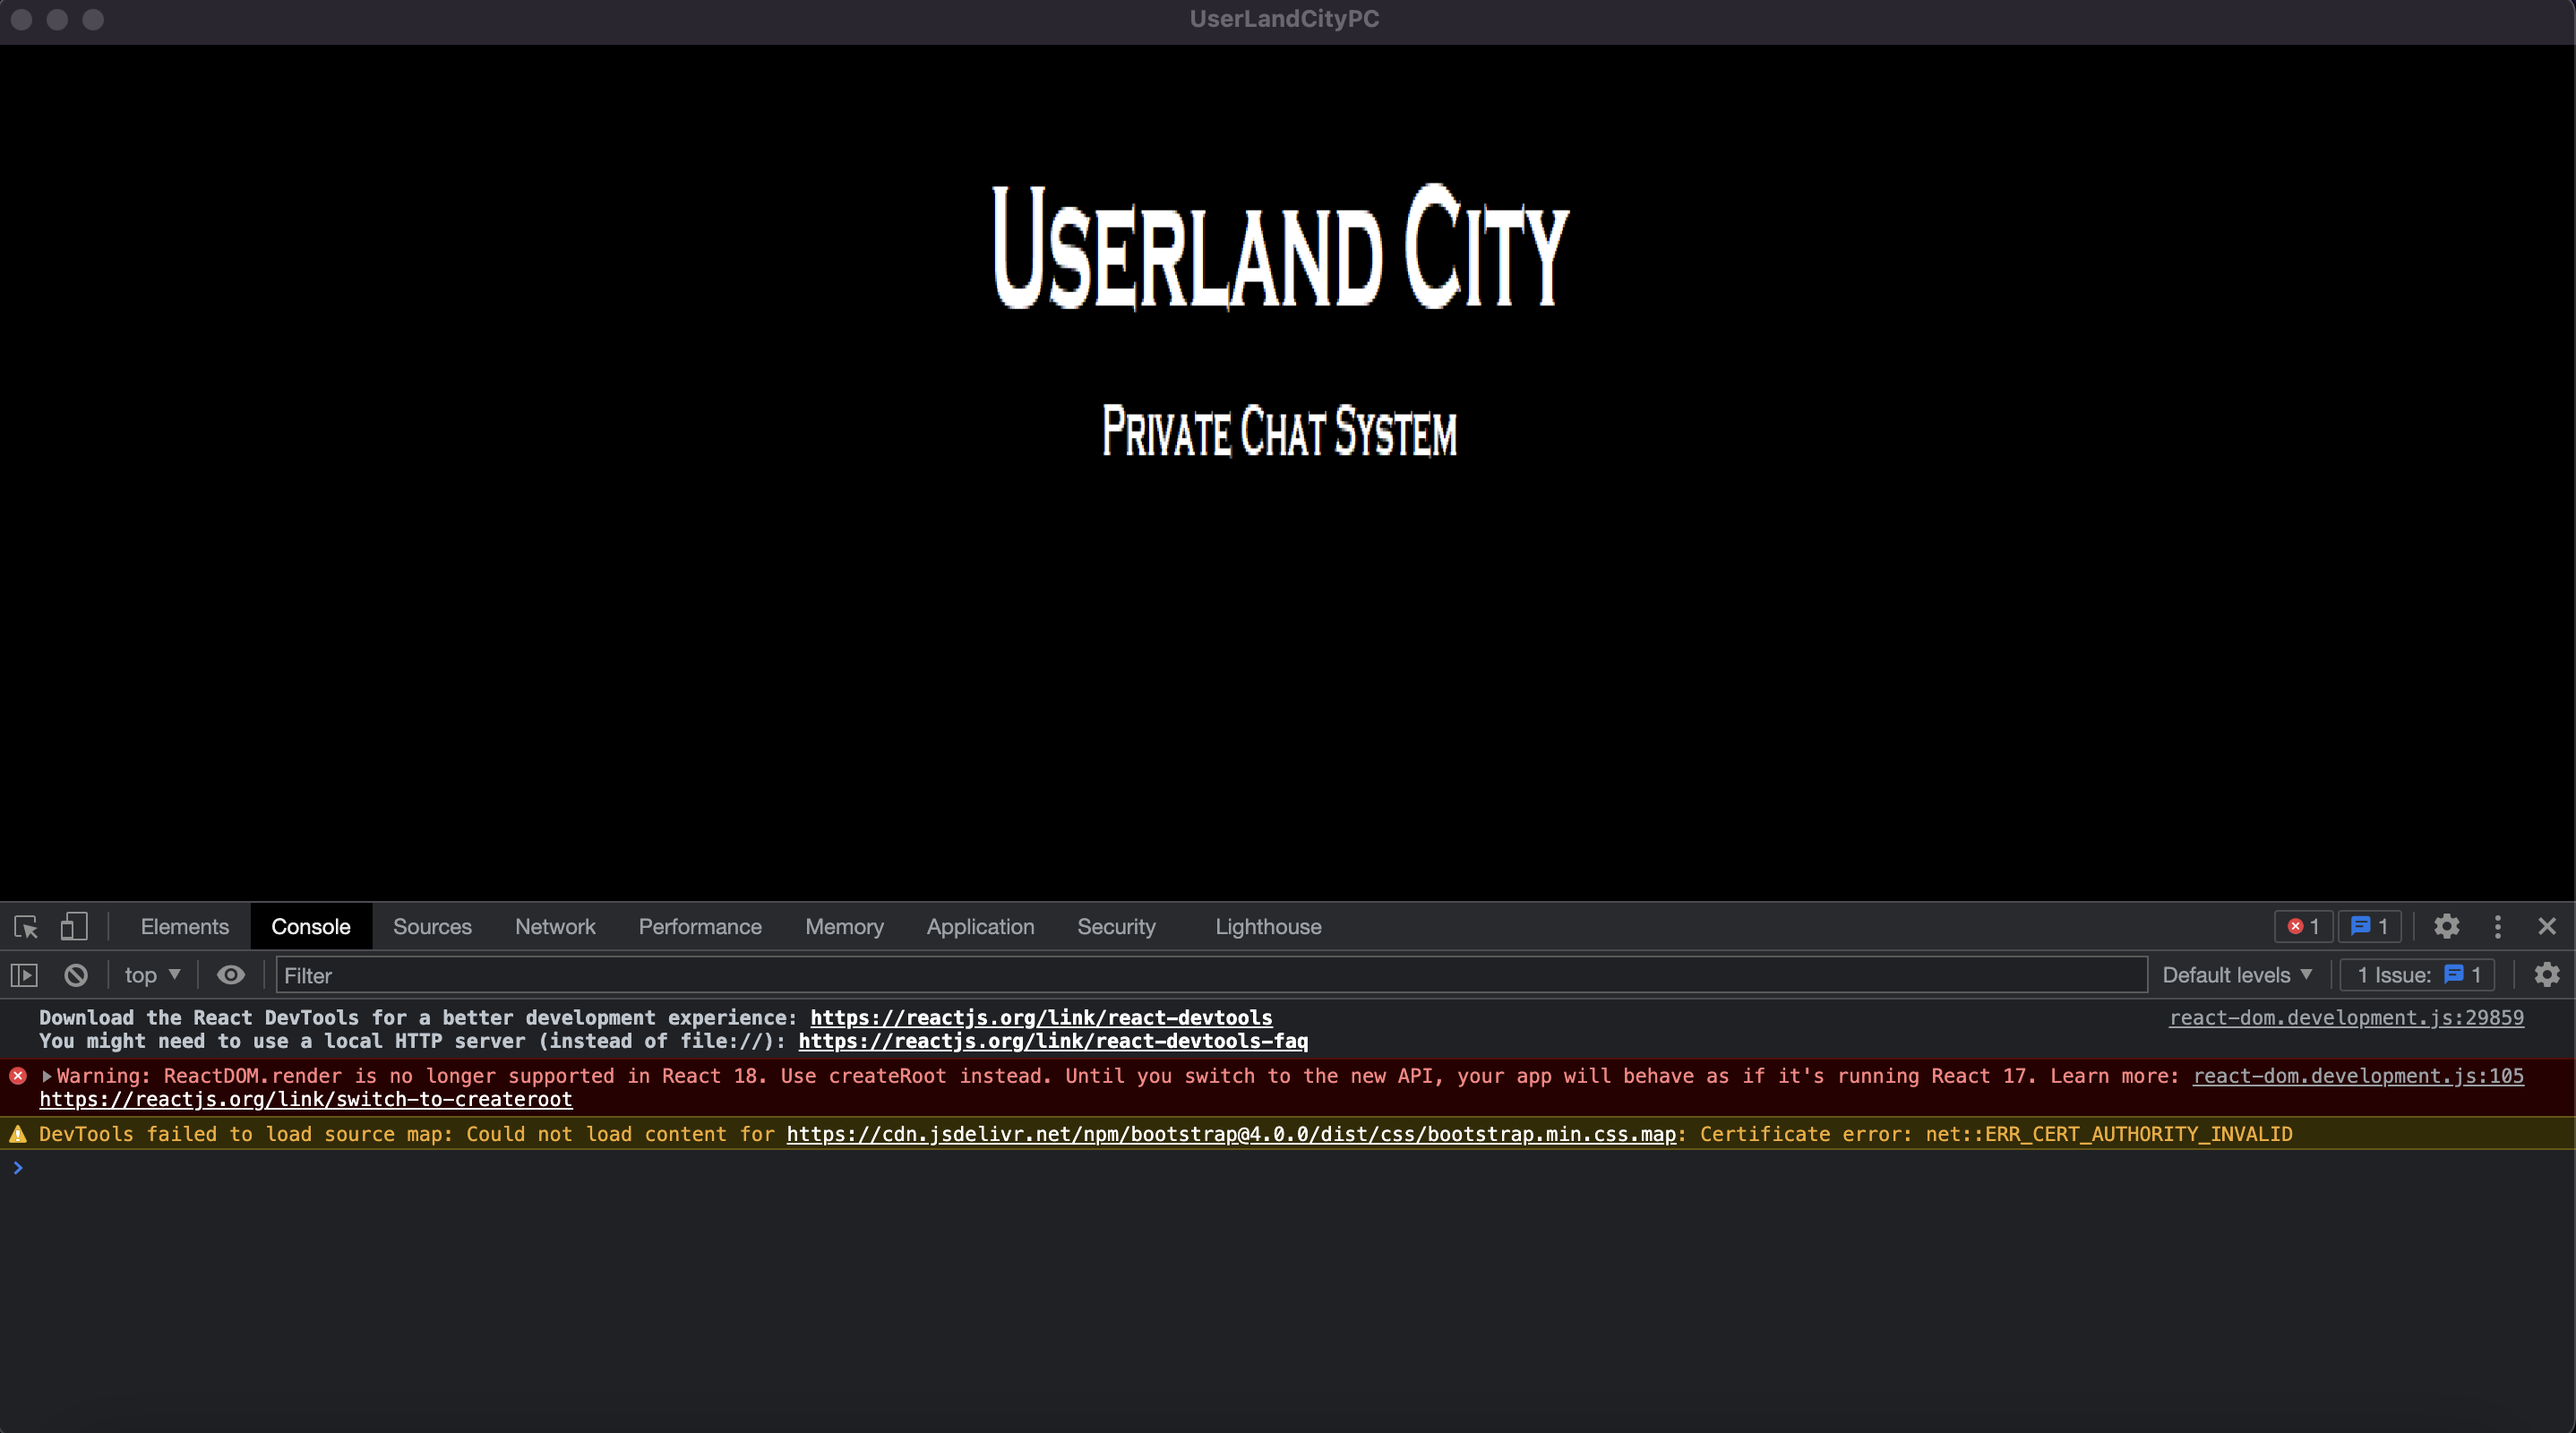 UserLandCityPC
Userland City
Private Chat System
Elements Console Sources Network Performance Memory Application Security Lighthouse 1 1
top Filter Default levels 1 Issue: 1
Download the React DevTools for a better development experience: https://reactjs.org/link/react-devtools react-dom.development.js:29859
You might need to use a local HTTP server (instead of file://): https://reactjs.org/link/react-devtools-faq
Warning: ReactDOM.render is no longer supported in React 18. Use createRoot instead. Until you switch to the new API, your app will behave as if it's running React 17. Learn more: react-dom.development.js:105
https://reactjs.org/link/switch-to-createroot
DevTools failed to load source map: Could not load content for https://cdn.jsdelivr.net/npm/bootstrap@4.0.0/dist/css/bootstrap.min.css.map: Certificate error: net::ERR_CERT_AUTHORITY_INVALID